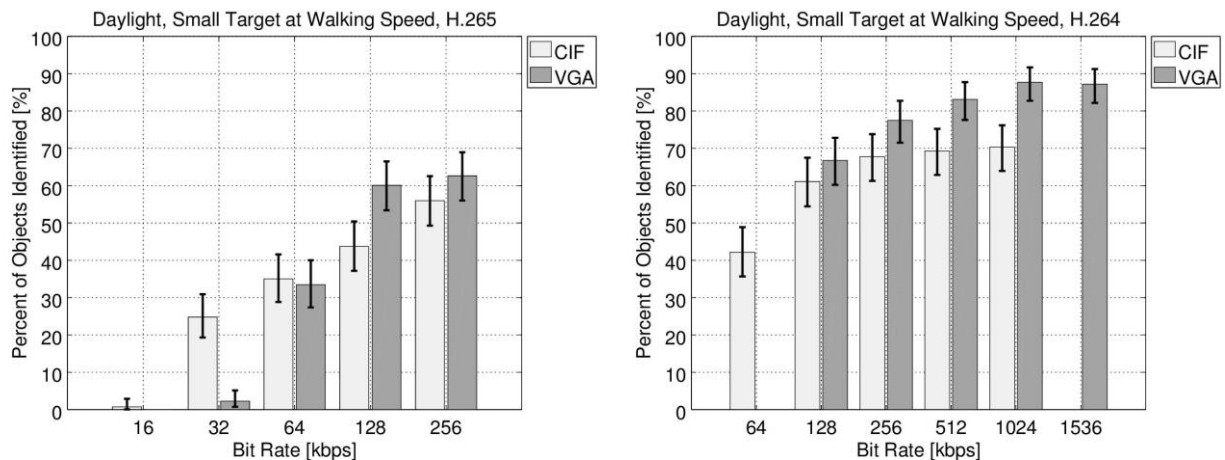 Daylight, Small Target at Walking Speed, H.265
100
90
80
70
60
50
40
30
20
10
0
Percent of Objects Identified [%]
16 32 64 128 256
Bit Rate [kbps]
CIF
VGA
Daylight, Small Target at Walking Speed, H.264
100
90
80
70
60
50
40
30
20
10
0
Percent of Objects Identified [%]
64 128 256 512 1024 1536
Bit Rate [kbps]
CIF
VGA